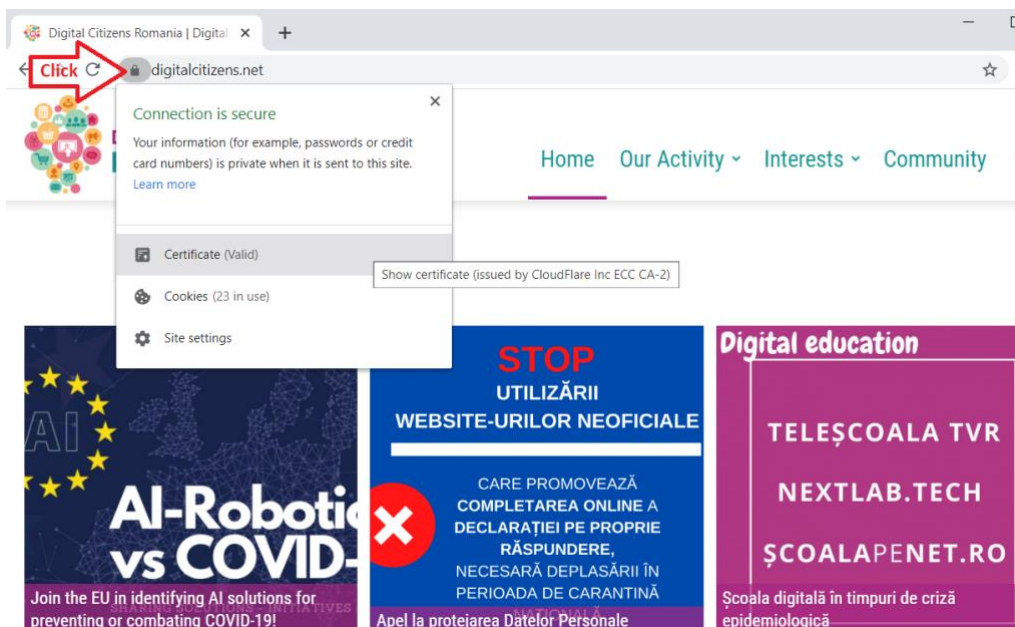 Digital Citizens Romania | Digital
Click
digitalcitizens.net
Connection is secure
Your information (for example, passwords or credit
card numbers) is private when it is sent to this site.
Learn more
Certificate (Valid)
Show certificate (issued by CloudFlare Inc ECC CA-2)
Cookies (23 in use)
Site settings
Home Our Activity Interests Community
AI
AI-Robotic
vs COVID-
SHARING SOLUTIONS - INITIATIVES
Join the EU in identifying AI solutions for
preventing or combating COVID-19!
STOP
UTILIZĂRII
WEBSITE-URILOR NEOFICIALE
CARE PROMOVEAZĂ
COMPLETAREA ONLINE A
DECLARAȚIEI PE PROPRIE
RĂSPUNDERE,
NECESARĂ DEPLASĂRII ÎN
PERIOADA DE CARANTINĂ
NAȚIONALĂ
Apel la protejarea Datelor Personale
Digital education
TELEȘCOALA TVR
NEXTLAB.TECH
ȘCOALAPENET.RO
Școala digitală în timpuri de criză
epidemiologică